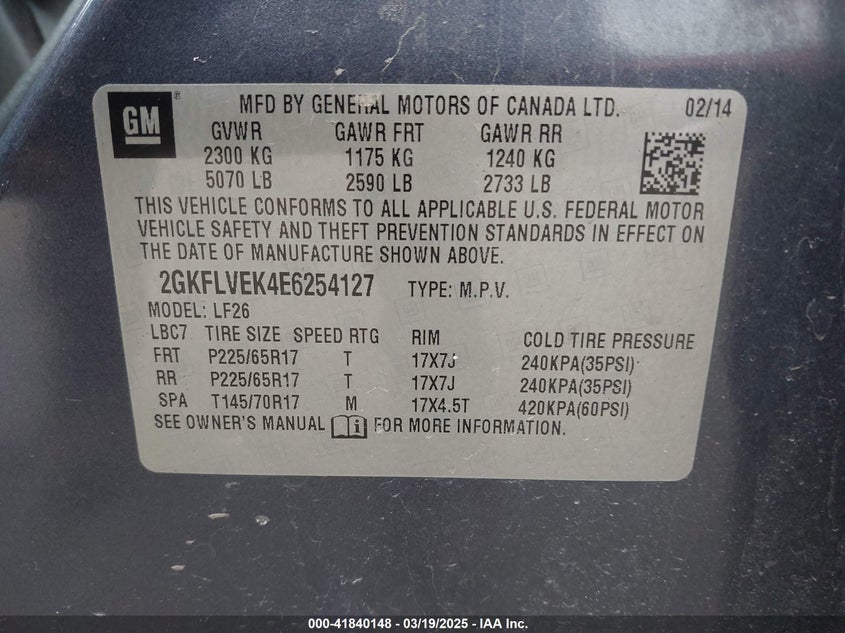 GM ® MFD BY GENERAL MOTORS OF CANADA LTD. 02/14
GVWR GAWR FRT GAWR RR
2300 KG 1175 KG 1240 KG
5070 LB 2590 LB 2733 LB
THIS VEHICLE CONFORMS TO ALL APPLICABLE U.S. FEDERAL MOTOR
VEHICLE SAFETY AND THEFT PREVENTION STANDARDS IN EFFECT ON
THE DATE OF MANUFACTURE SHOWN ABOVE.
2GKFLVEK4E6254127 TYPE: M.P.V.
MODEL: LF26
LBC7 TIRE SIZE SPEED RTG RIM COLD TIRE PRESSURE
FRT P225/65R17 T 17X7J 240KPA(35PSI)
RR P225/65R17 T 17X7J 240KPA(35PSI)
SPA T145/70R17 M 17X4.5T 420KPA(60PSI)
SEE OWNER'S MANUAL FOR MORE INFORMATION.
000-41840148 - 03/19/2025 - IAA Inc.